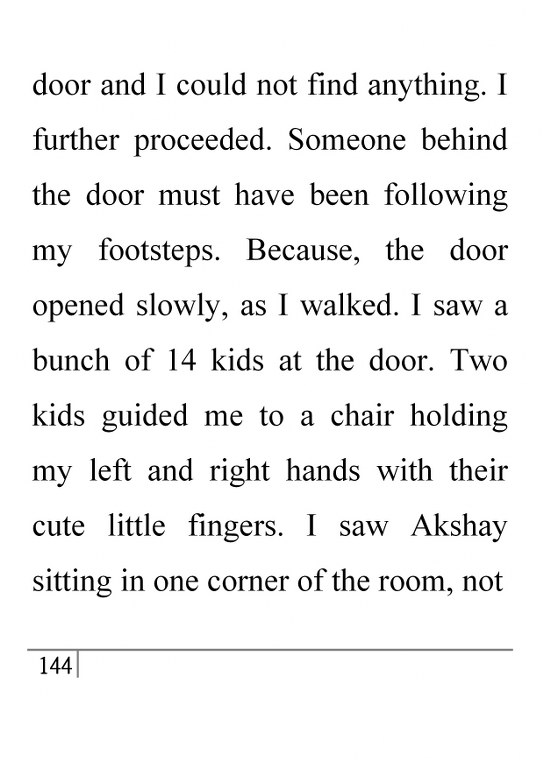 door and I could not find anything. I
further proceeded. Someone behind
the door must have been following
my footsteps. Because, the door
opened slowly, as I walked. I saw a
bunch of 14 kids at the door. Two
kids guided me to a chair holding
my left and right hands with their
cute little fingers. I saw Akshay
sitting in one corner of the room, not
144